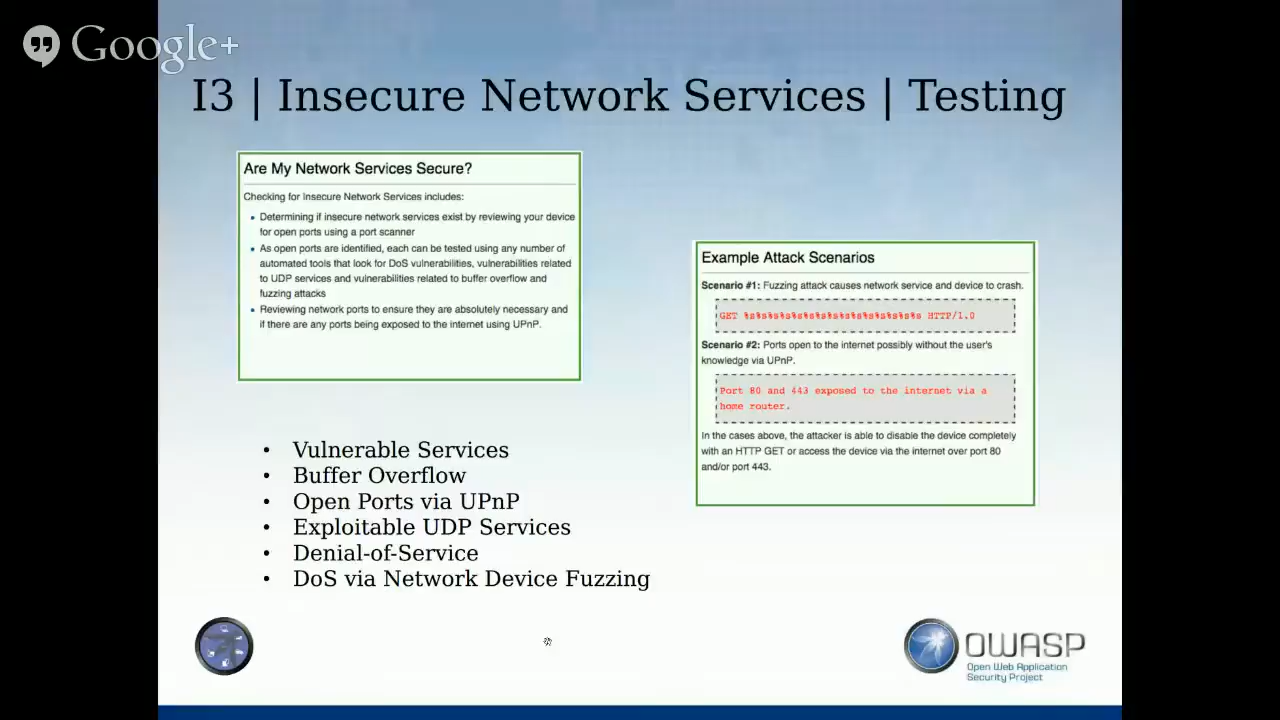 Google+
I3 | Insecure Network Services | Testing
Are My Network Services Secure?
Checking for Insecure Network Services includes:
• Determining if insecure network services exist by reviewing your device
for open ports using a port scanner
• As open ports are identified, each can be tested using any number of
automated tools that look for DoS vulnerabilities, vulnerabilities related
to UDP services and vulnerabilities related to buffer overflow and
fuzzing attacks
• Reviewing network ports to ensure they are absolutely necessary and
if there are any ports being exposed to the internet using UPnP.
Example Attack Scenarios
Scenario #1: Fuzzing attack causes network service and device to crash.
GET %s%s%s%s%s%s%s%s%s%s%s%s%s%s%s HTTP/1.0
Scenario #2: Ports open to the internet possibly without the user's
knowledge via UPnP.
Port 80 and 443 exposed to the internet via a
home router.
In the cases above, the attacker is able to disable the device completely
with an HTTP GET or access the device via the internet over port 80
and/or port 443.
• Vulnerable Services
• Buffer Overflow
• Open Ports via UPnP
• Exploitable UDP Services
• Denial-of-Service
• DoS via Network Device Fuzzing
OWASP
Open Web Application
Security Project